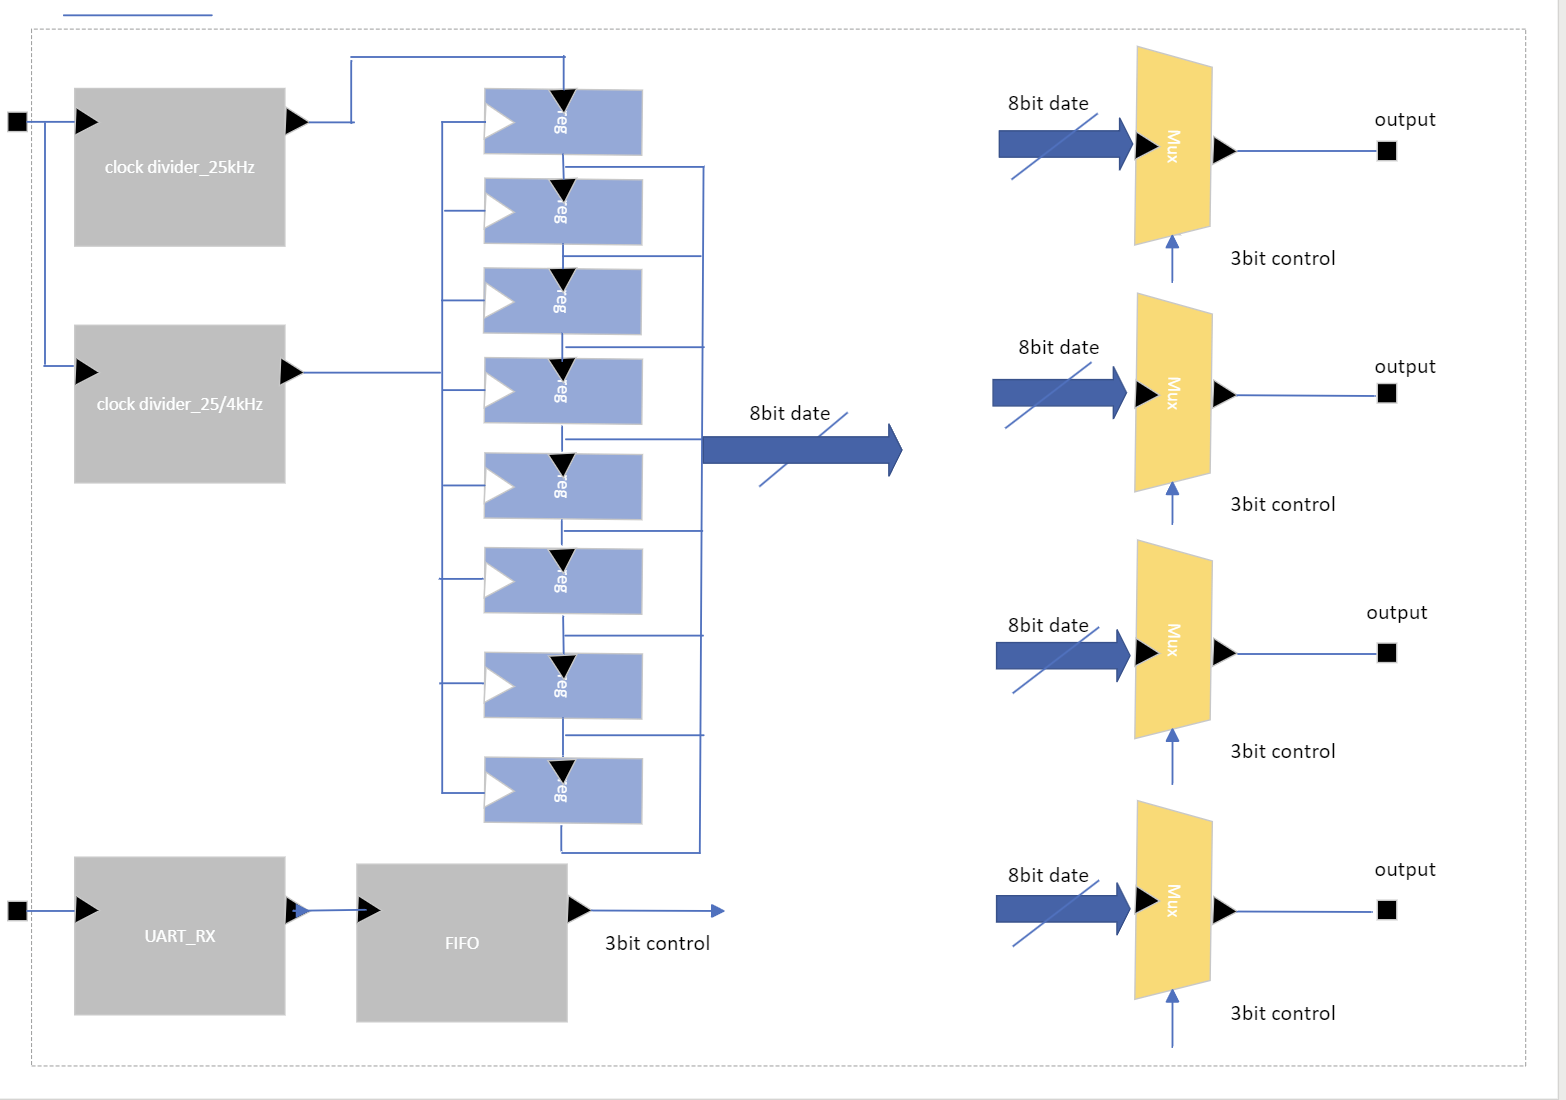 clock divider_25kHz
clock divider_25/4kHz
reg
reg
reg
reg
reg
reg
reg
reg
8bit date
UART_RX
FIFO
3bit control
8bit date
Mux
output
3bit control
8bit date
Mux
output
3bit control
8bit date
Mux
output
3bit control
8bit date
Mux
output
3bit control